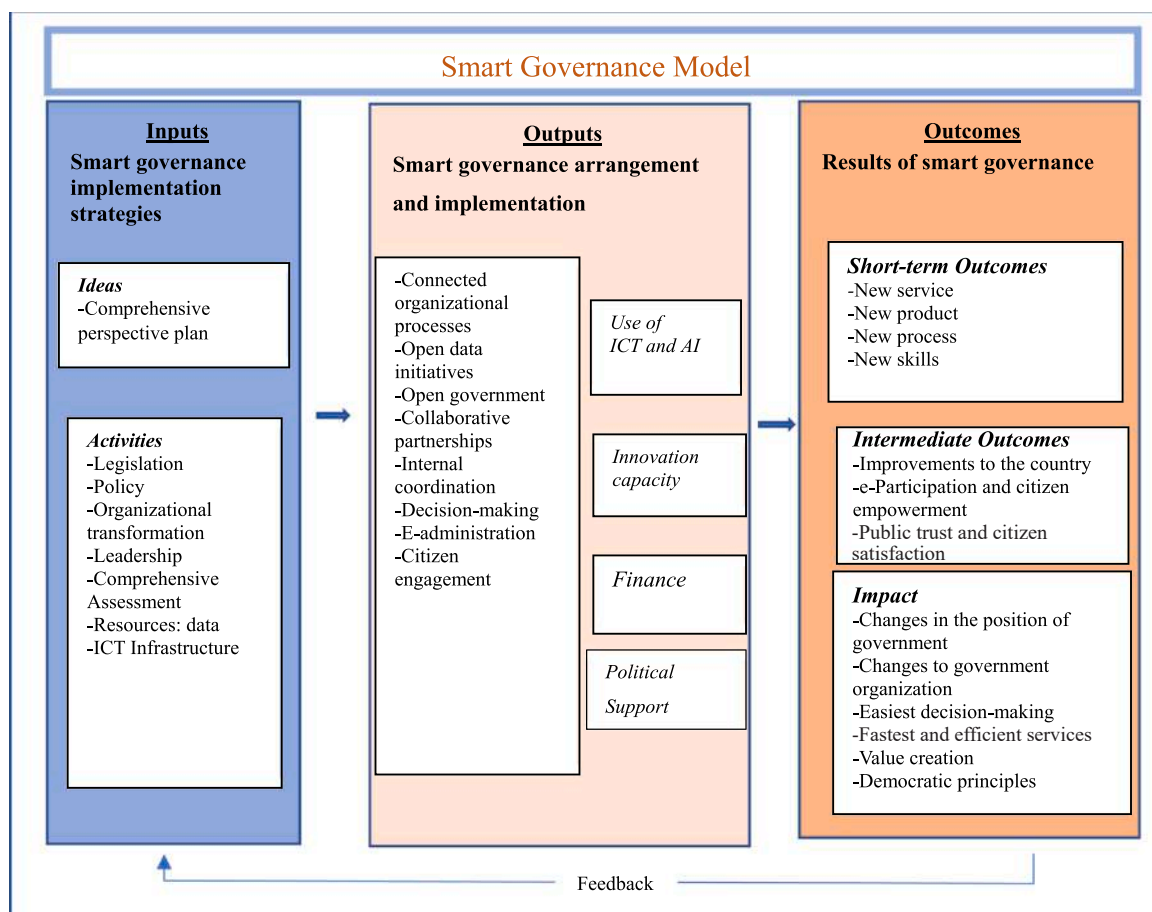 Smart Governance Model
Inputs
Smart governance
implementation
strategies
Ideas
-Comprehensive
perspective plan
Activities
-Legislation
-Policy
-Organizational
transformation
-Leadership
-Comprehensive
Assessment
-Resources: data
-ICT Infrastructure
Outputs
Smart governance arrangement
and implementation
-Connected
organizational
processes
-Open data
initiatives
-Open government
-Collaborative
partnerships
-Internal
coordination
-Decision-making
-E-administration
-Citizen
engagement
Use of
ICT and AI
Innovation
capacity
Finance
Political
Support
Outcomes
Results of smart governance
Short-term Outcomes
-New service
-New product
-New process
-New skills
Intermediate Outcomes
-Improvements to the country
-e-Participation and citizen
empowerment
-Public trust and citizen
satisfaction
Impact
-Changes in the position of
government
-Changes to government
organization
-Easiest decision-making
-Fastest and efficient services
-Value creation
-Democratic principles
Feedback